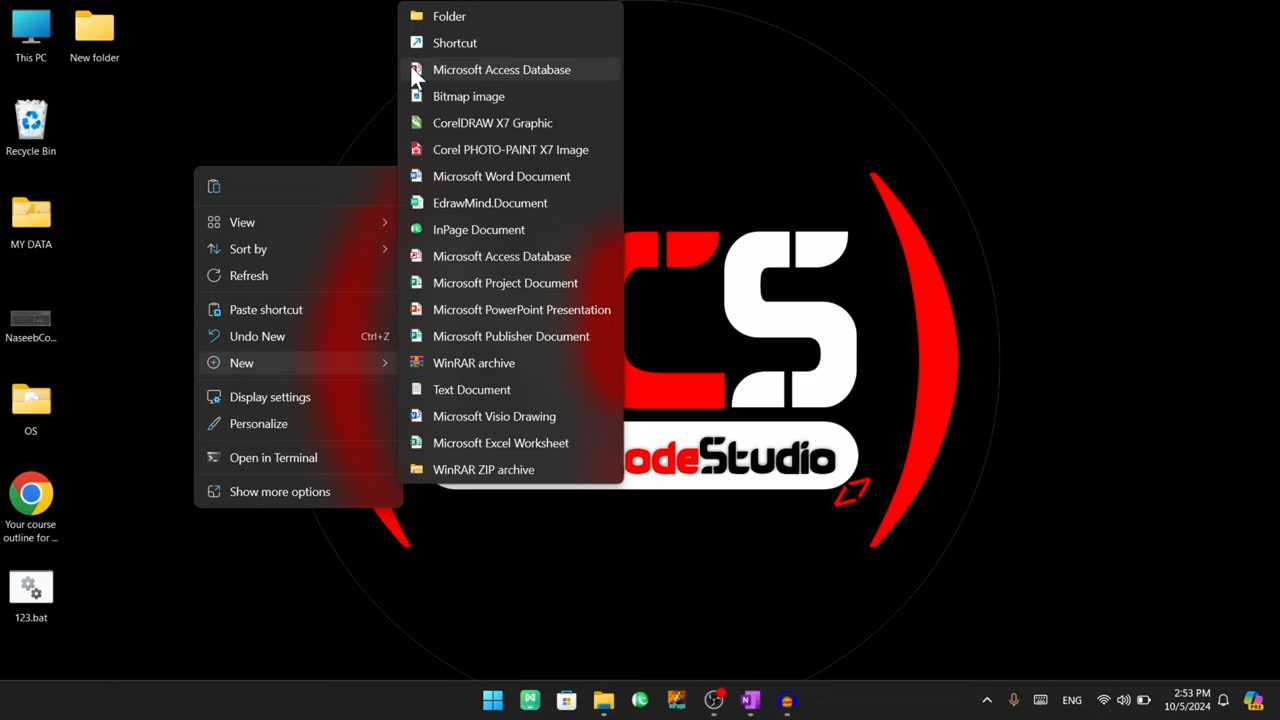 This PC
New folder
Recycle Bin
MY DATA
NaseebCo...
OS
Your course
outline for ...
123.bat
View
Sort by
Refresh
Paste shortcut
Undo New Ctrl+Z
New
Display settings
Personalize
Open in Terminal
Show more options
Folder
Shortcut
Microsoft Access Database
Bitmap image
CorelDRAW X7 Graphic
Corel PHOTO-PAINT X7 Image
Microsoft Word Document
EdrawMind.Document
InPage Document
Microsoft Access Database
Microsoft Project Document
Microsoft PowerPoint Presentation
Microsoft Publisher Document
WinRAR archive
Text Document
Microsoft Visio Drawing
Microsoft Excel Worksheet
WinRAR ZIP archive
CS
odeStudio
ENG
2:53 PM
10/5/2024